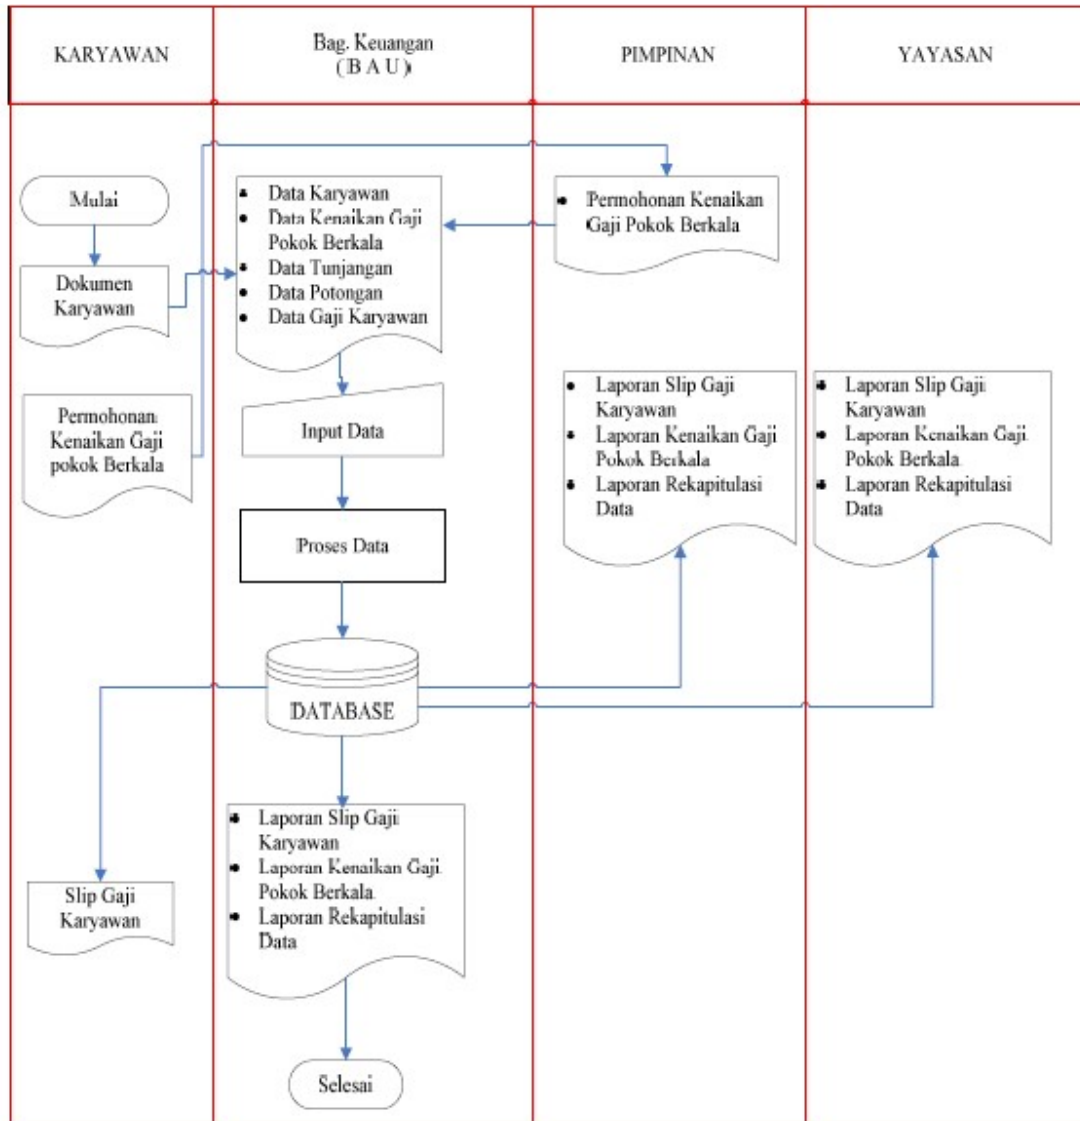 KARYAWAN
Bag. Keuangan
( B A U )
PIMPINAN
YAYASAN
Mulai
Dokumen
Karyawan
Permohonan
Kenaikan Gaji
pokok Berkala
Slip Gaji
Karyawan
• Data Karyawan
• Data Kenaikan Gaji
Pokok Berkala
• Data Tunjangan
• Data Potongan
• Data Gaji Karyawan
Input Data
Proses Data
DATABASE
• Laporan Slip Gaji
Karyawan
• Laporan Kenaikan Gaji
Pokok Berkala
• Laporan Rekapitulasi
Data
Selesai
• Permohonan Kenaikan
Gaji Pokok Berkala
• Laporan Slip Gaji
Karyawan
• Laporan Kenaikan Gaji
Pokok Berkala
• Laporan Rekapitulasi
Data
• Laporan Slip Gaji
Karyawan
• Laporan Kenaikan Gaji
Pokok Berkala
• Laporan Rekapitulasi
Data